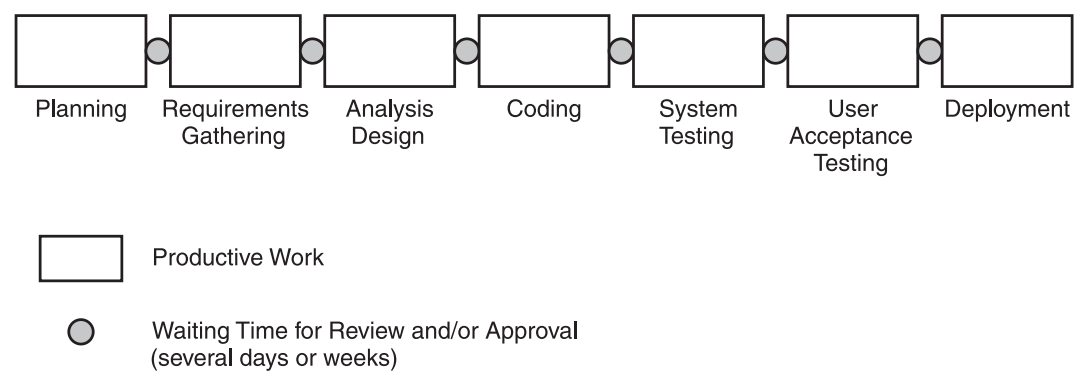 Planning
Requirements
Gathering
Analysis
Design
Coding
System
Testing
User
Acceptance
Testing
Deployment
Productive Work
Waiting Time for Review and/or Approval
(several days or weeks)